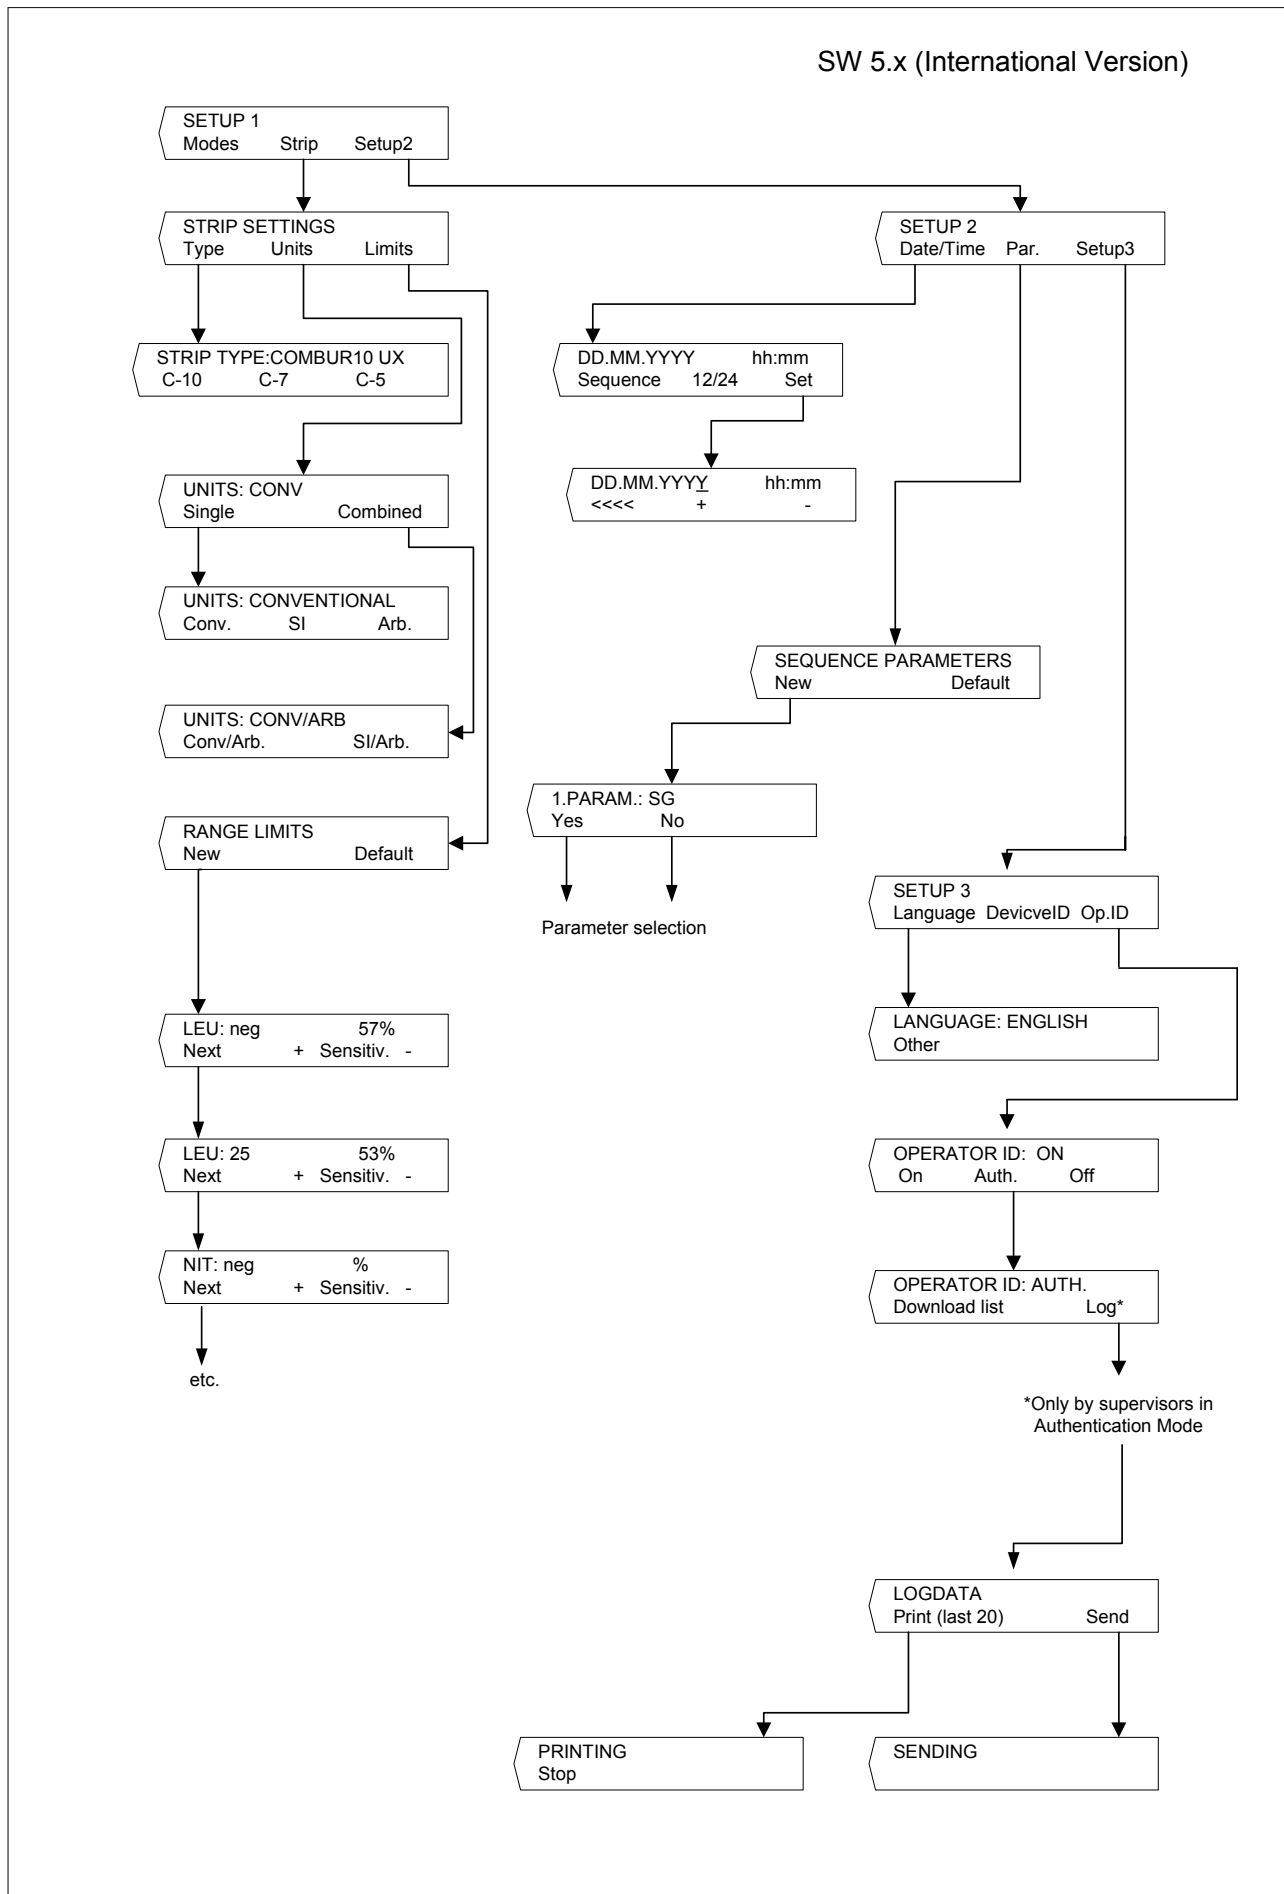 SW 5.x (International Version)
SETUP 1
Modes Strip Setup2
STRIP SETTINGS
Type Units Limits
SETUP 2
Date/Time Par. Setup3
STRIP TYPE:COMBUR10 UX
C-10 C-7 C-5
DD.MM.YYYY hh:mm
Sequence 12/24 Set
UNITS: CONV
Single Combined
DD.MM.YYYY hh:mm
<<<< + -
UNITS: CONVENTIONAL
Conv. SI Arb.
SEQUENCE PARAMETERS
New Default
UNITS: CONV/ARB
Conv/Arb. SI/Arb.
1.PARAM.: SG
Yes No
RANGE LIMITS
New Default
Parameter selection
SETUP 3
Language DevicveID Op.ID
LEU: neg 57%
Next + Sensitiv. -
LANGUAGE: ENGLISH
Other
LEU: 25 53%
Next + Sensitiv. -
OPERATOR ID: ON
On Auth. Off
NIT: neg %
Next + Sensitiv. -
OPERATOR ID: AUTH.
Download list Log*
etc.
*Only by supervisors in
Authentication Mode
LOGDATA
Print (last 20) Send
PRINTING
Stop
SENDING